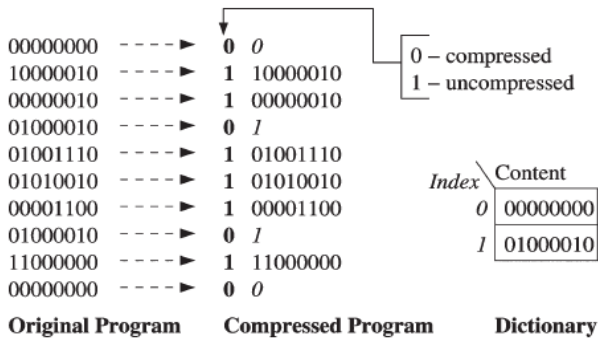 00000000 0 0
10000010 1 10000010
00000010 1 00000010
01000010 0 1
01001110 1 01001110
01010010 1 01010010
00001100 1 00001100
01000010 0 1
11000000 1 11000000
00000000 0 0
0 – compressed
1 – uncompressed
Index Content
0 00000000
1 01000010
Original Program Compressed Program Dictionary